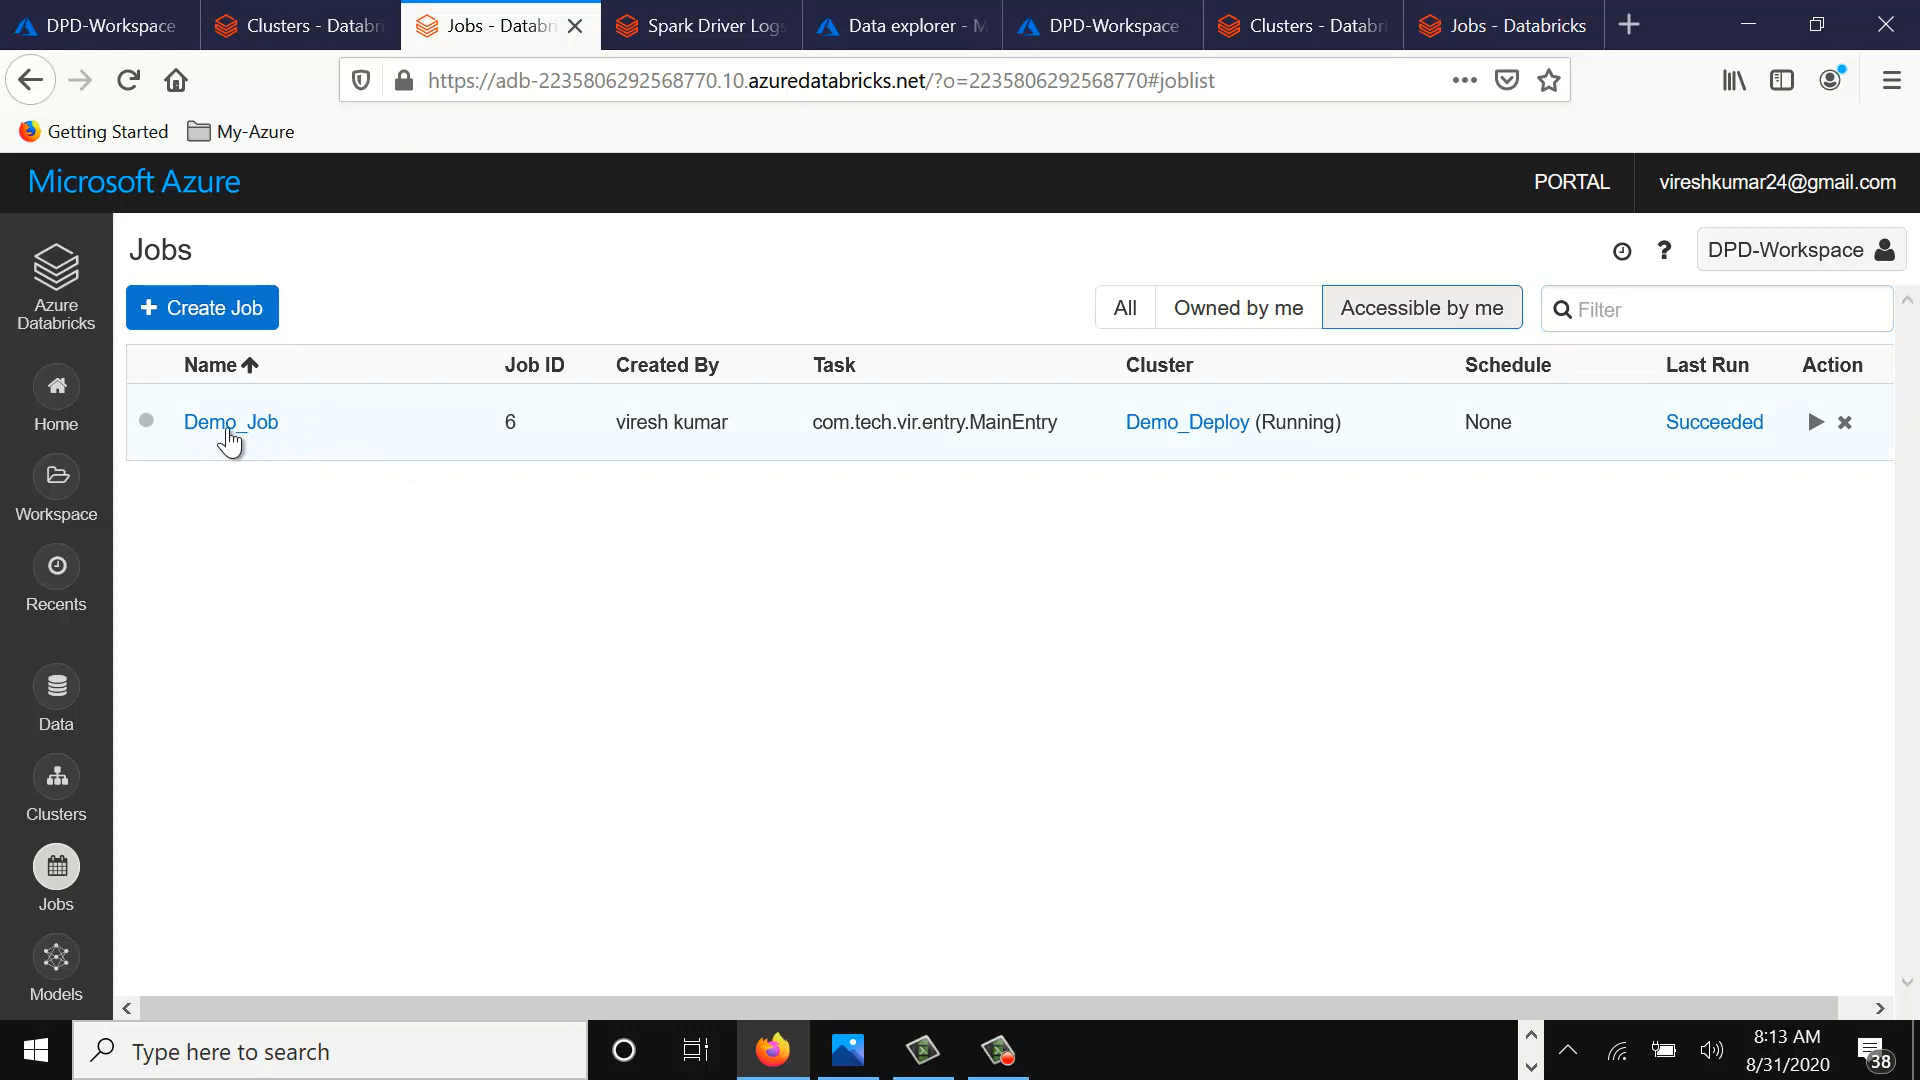 DPD-Workspace
Clusters - Databri
Jobs - Databri
Spark Driver Logs
Data explorer - M
DPD-Workspace
Clusters - Databri
Jobs - Databricks
https://adb-2235806292568770.10.azuredatabricks.net/?o=2235806292568770#joblist
Getting Started
My-Azure
Microsoft Azure
PORTAL
vireshkumar24@gmail.com
Azure
Databricks
Home
Workspace
Recents
Data
Clusters
Jobs
Models
Jobs
?
DPD-Workspace
+ Create Job
All
Owned by me
Accessible by me
Filter
Name Job ID Created By Task Cluster Schedule Last Run Action
Demo_Job 6 viresh kumar com.tech.vir.entry.MainEntry Demo_Deploy (Running) None Succeeded
Type here to search
8:13 AM
8/31/2020
38